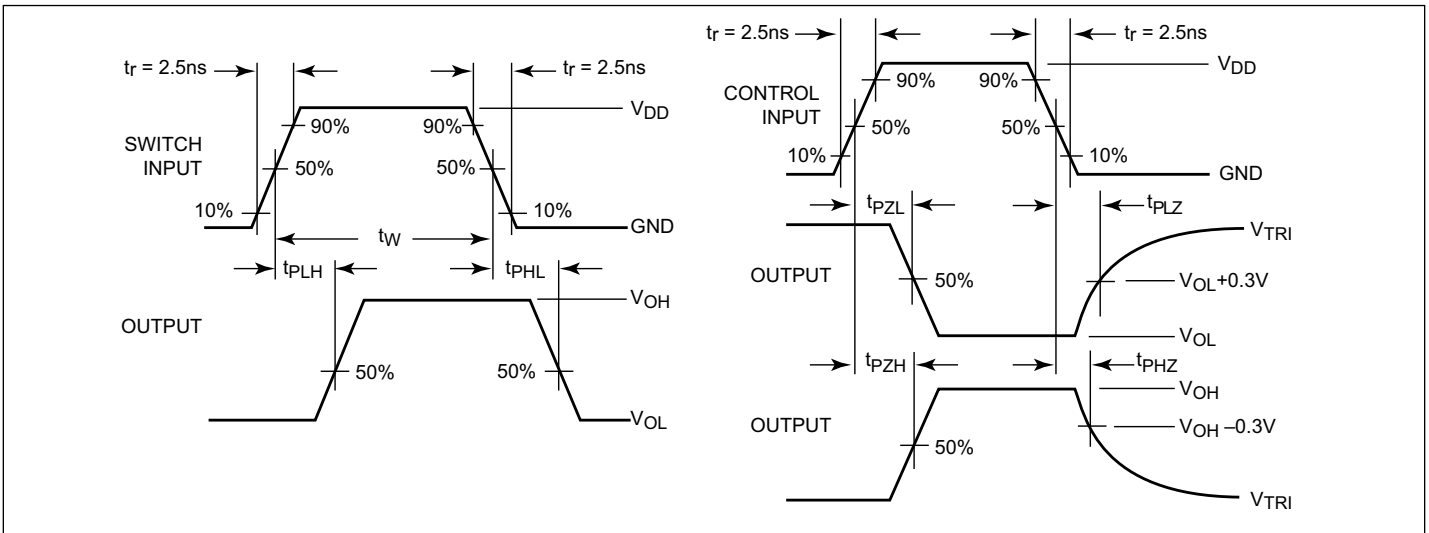 tr = 2.5ns
tr = 2.5ns
VDD
90%
90%
SWITCH
INPUT
50%
50%
10%
10%
GND
tW
tPLH
tPHL
VOH
OUTPUT
50%
50%
VOL
tr = 2.5ns
tr = 2.5ns
VDD
90%
90%
CONTROL
INPUT
50%
50%
10%
10%
GND
tPZL
tPLZ
VTRI
OUTPUT
50%
VOL+0.3V
VOL
tPZH
tPHZ
VOH
OUTPUT
VOH –0.3V
50%
VTRI